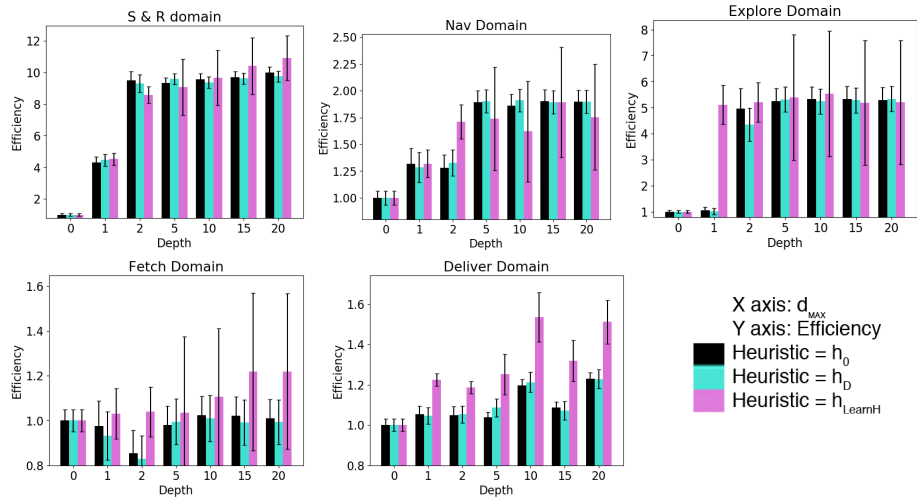 S & R domain
12
10
8
6
4
2
Efficiency
0 1 2 5 10 15 20
Depth
Nav Domain
2.50
2.25
2.00
1.75
1.50
1.25
1.00
Efficiency
0 1 2 5 10 15 20
Depth
Explore Domain
8
7
6
5
4
3
2
1
Efficiency
0 1 2 5 10 15 20
Depth
Fetch Domain
1.6
1.4
1.2
1.0
0.8
Efficiency
0 1 2 5 10 15 20
Depth
Deliver Domain
1.6
1.4
1.2
1.0
0.8
Efficiency
0 1 2 5 10 15 20
Depth
X axis: d_MAX
Y axis: Efficiency
Heuristic = h_0
Heuristic = h_D
Heuristic = h_LearnH